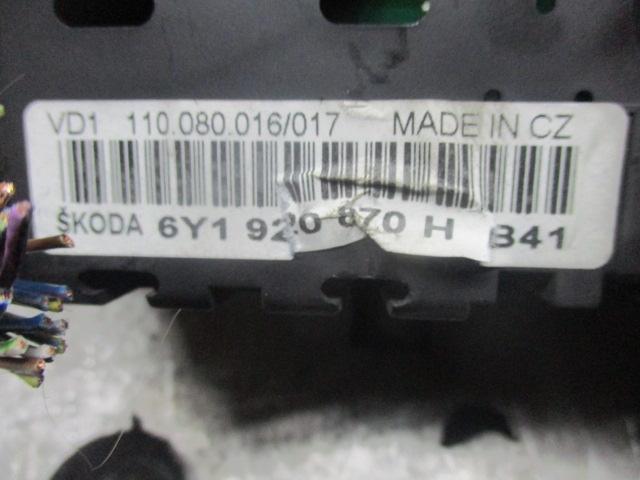 VD1 110.080.016/017 MADE IN CZ
ŠKODA 6Y1 920 870 H B41